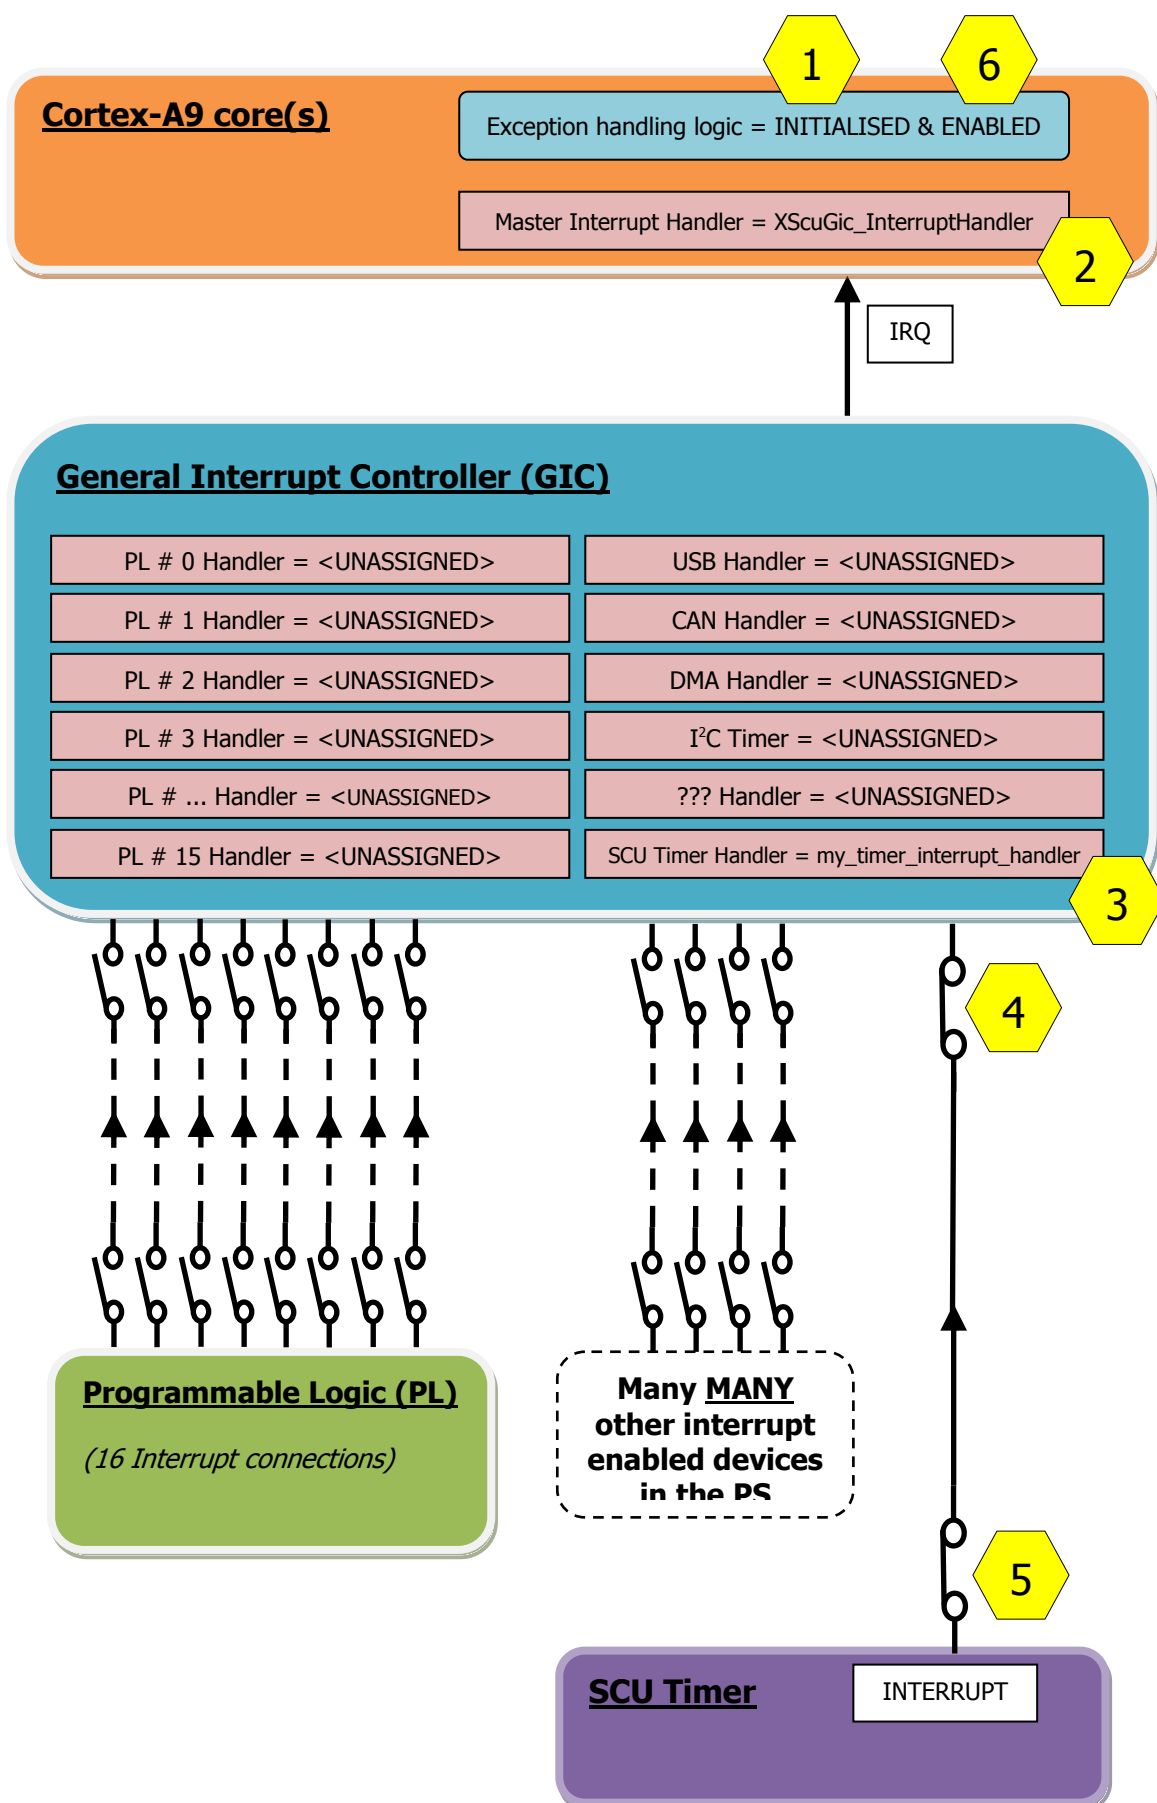 1
6
Cortex-A9 core(s)
Exception handling logic = INITIALISED & ENABLED
Master Interrupt Handler = XScuGic_InterruptHandler
2
IRQ
General Interrupt Controller (GIC)
PL # 0 Handler = <UNASSIGNED>
USB Handler = <UNASSIGNED>
PL # 1 Handler = <UNASSIGNED>
CAN Handler = <UNASSIGNED>
PL # 2 Handler = <UNASSIGNED>
DMA Handler = <UNASSIGNED>
PL # 3 Handler = <UNASSIGNED>
I²C Timer = <UNASSIGNED>
PL # ... Handler = <UNASSIGNED>
??? Handler = <UNASSIGNED>
PL # 15 Handler = <UNASSIGNED>
SCU Timer Handler = my_timer_interrupt_handler
3
4
Programmable Logic (PL)
(16 Interrupt connections)
Many MANY
other interrupt
enabled devices
in the PS
5
SCU Timer
INTERRUPT